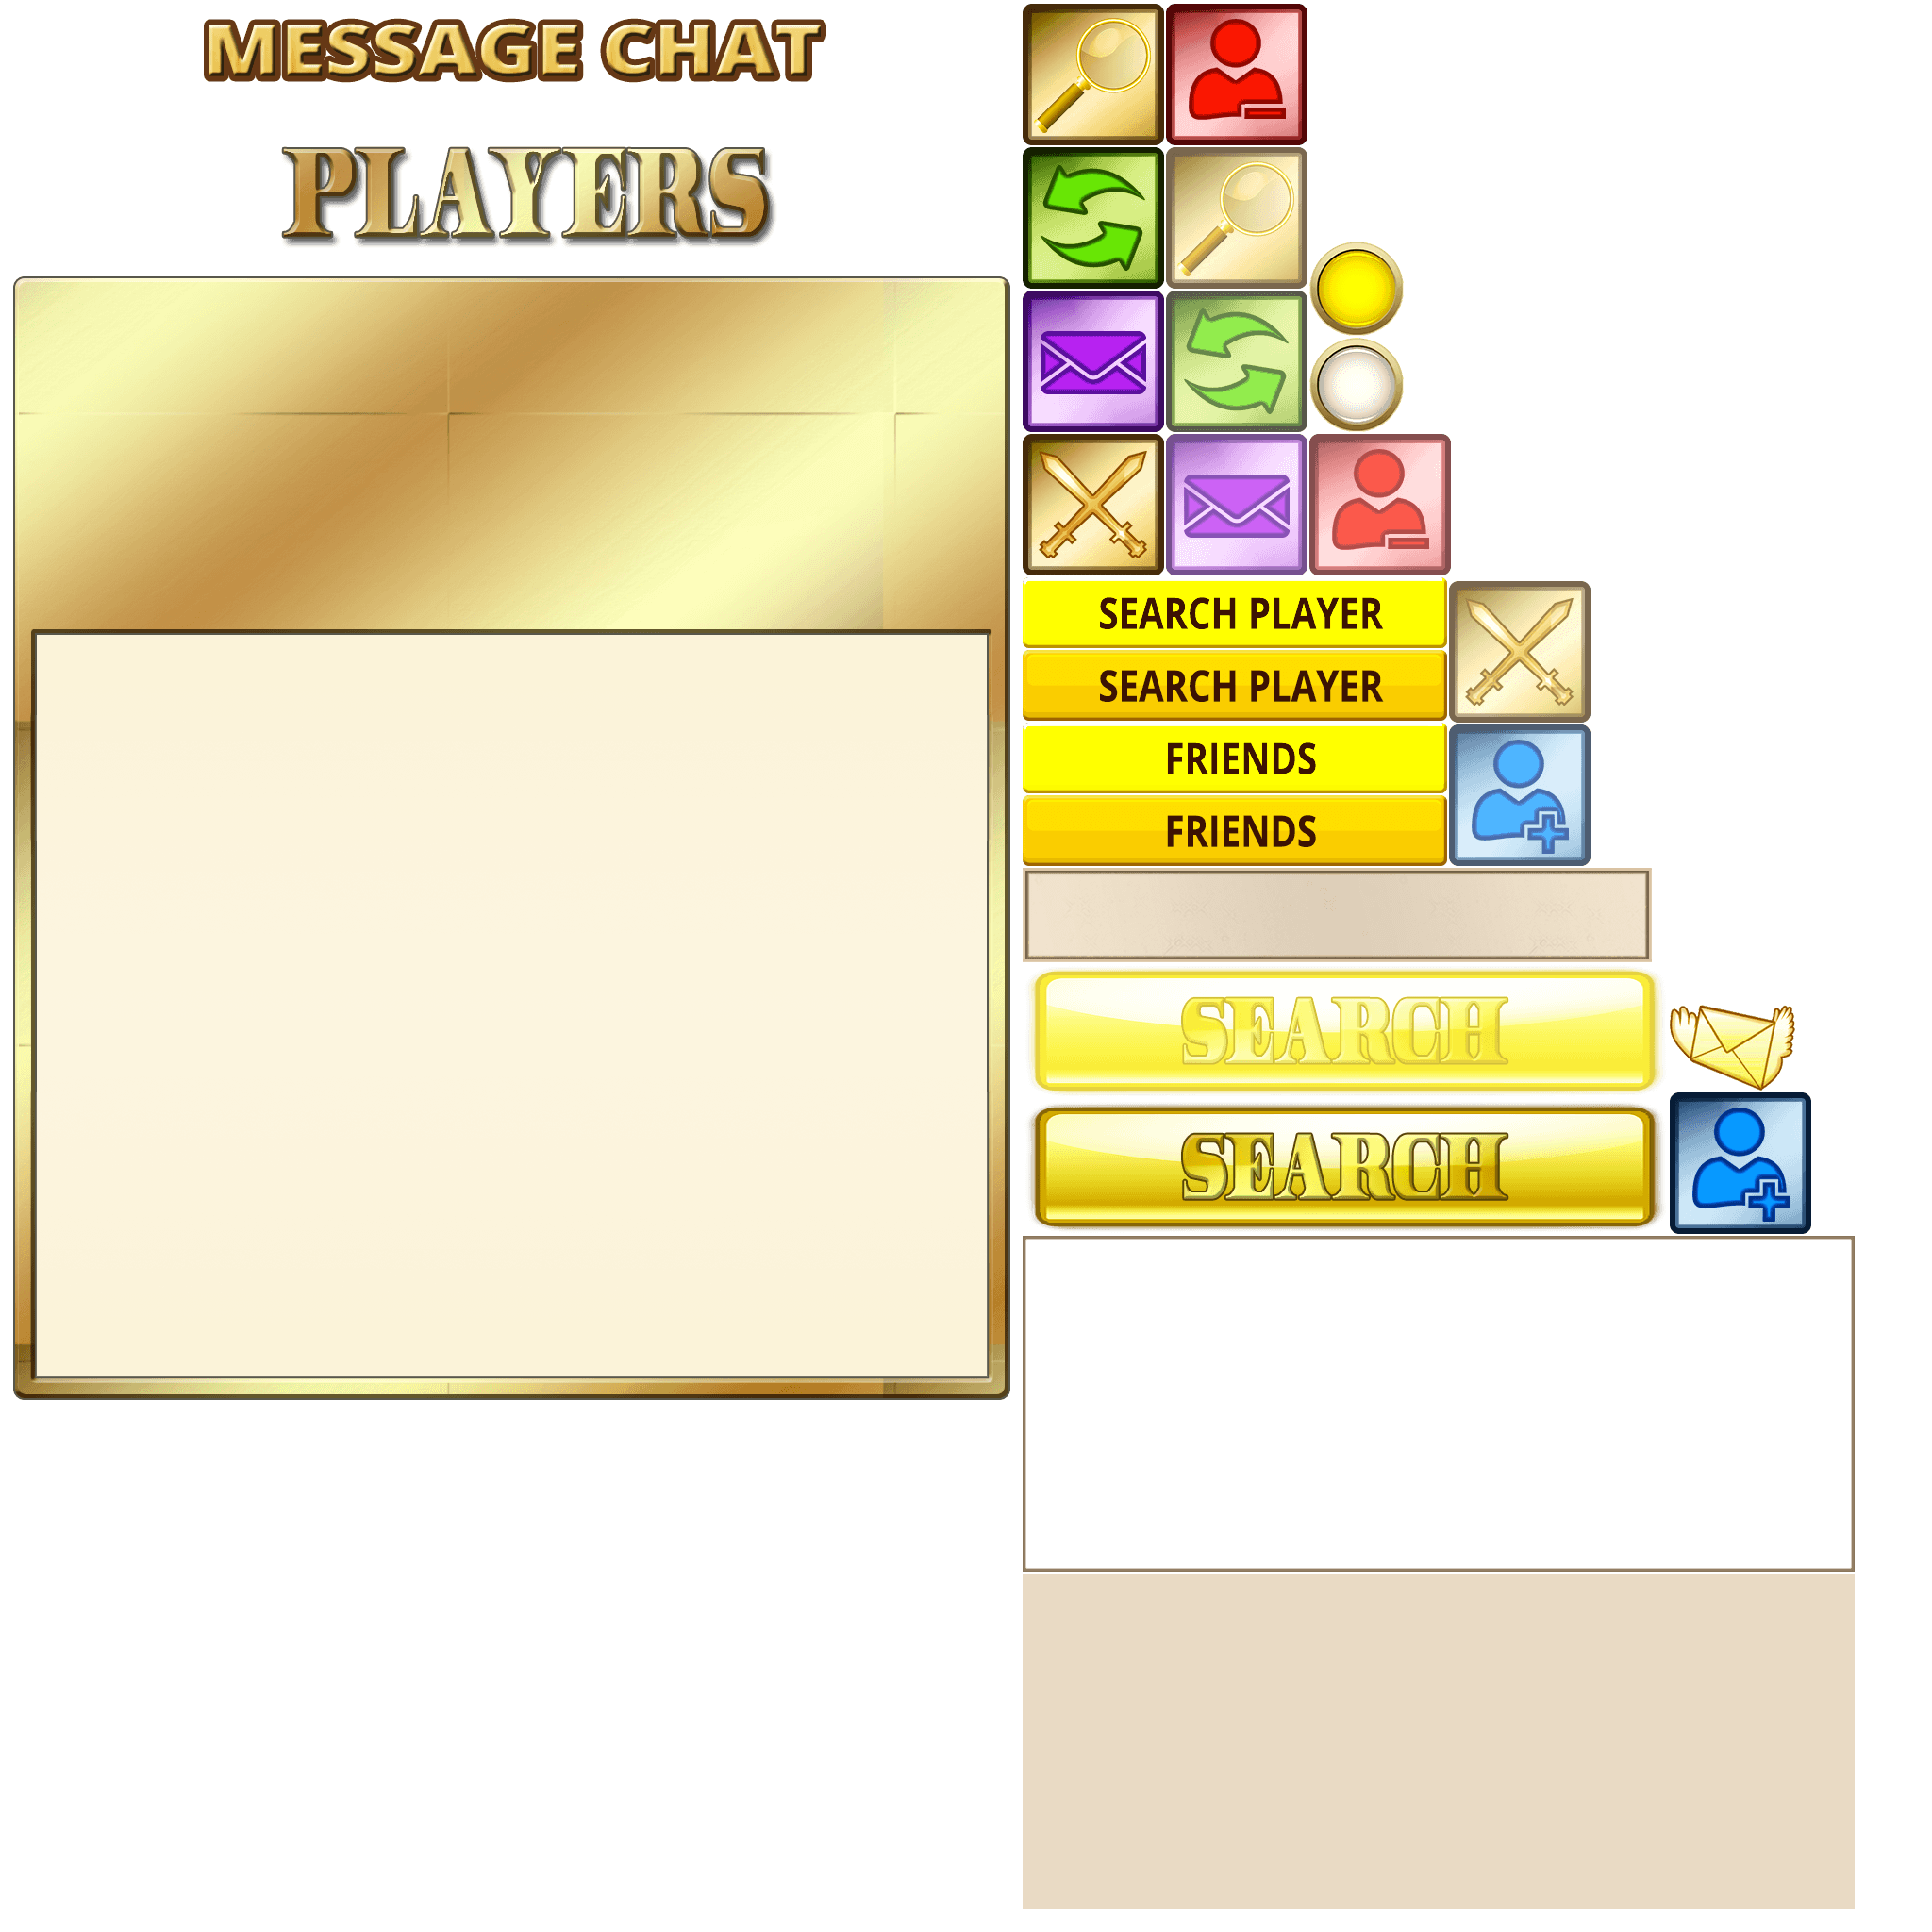 MESSAGE CHAT
PLAYERS
SEARCH PLAYER
SEARCH PLAYER
FRIENDS
FRIENDS
SEARCH
SEARCH